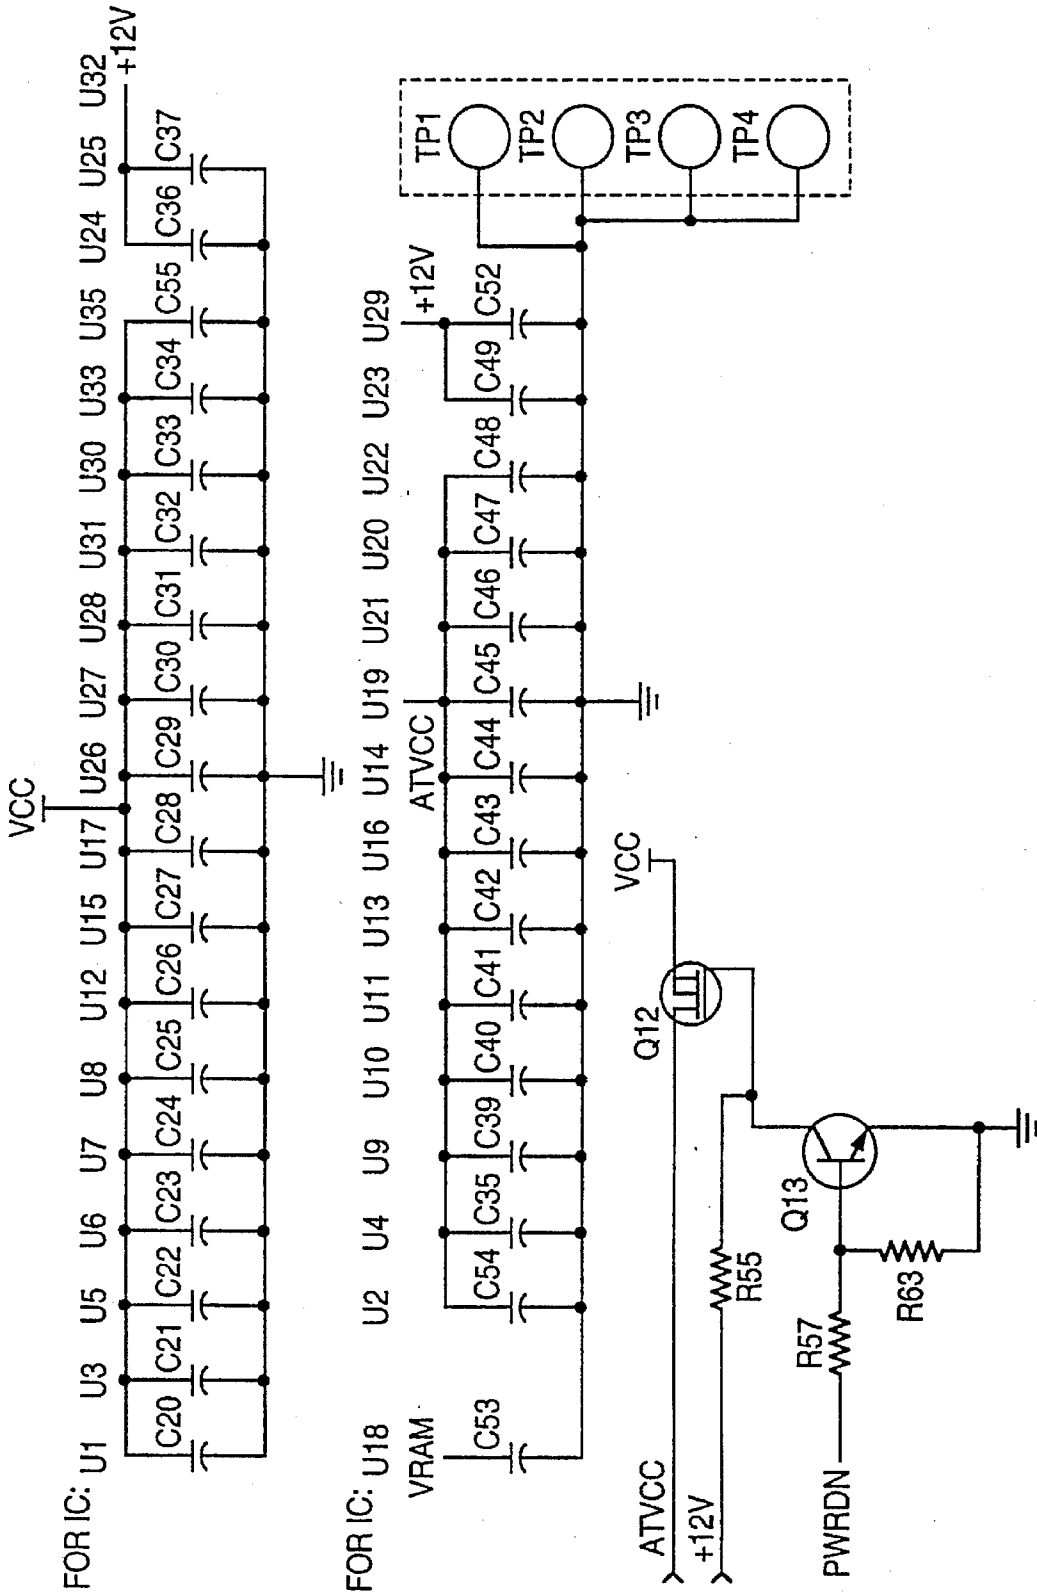 VCC
FOR IC: U1 U3 U5 U6 U7 U8 U12 U15 U17 U26 U27 U28 U31 U30 U33 U35 U24 U25 U32
+12V
C20 C21 C22 C23 C24 C25 C26 C27 C28 C29 C30 C31 C32 C33 C34 C55 C36 C37
FOR IC: U18 U2 U4 U9 U10 U11 U13 U16 U14 U19 U21 U20 U22 U23 U29
VRAM ATVCC +12V
C53 C54 C35 C39 C40 C41 C42 C43 C44 C45 C46 C47 C48 C49 C52
TP1
TP2
TP3
TP4
VCC
Q12
ATVCC
+12V
R55
Q13
R57
R63
PWRDN